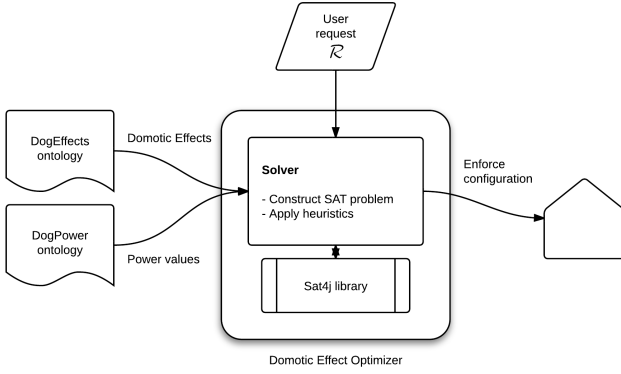 User
request
ℛ
DogEffects
ontology
Domotic Effects
Solver
- Construct SAT problem
- Apply heuristics
Enforce
configuration
DogPower
ontology
Power values
Sat4j library
Domotic Effect Optimizer